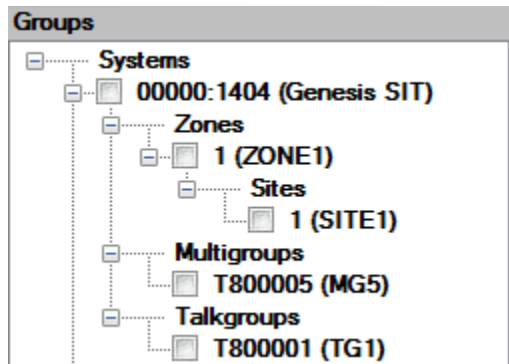 Groups
Systems
00000:1404 (Genesis SIT)
Zones
1 (ZONE1)
Sites
1 (SITE1)
Multigroups
T800005 (MG5)
Talkgroups
T800001 (TG1)